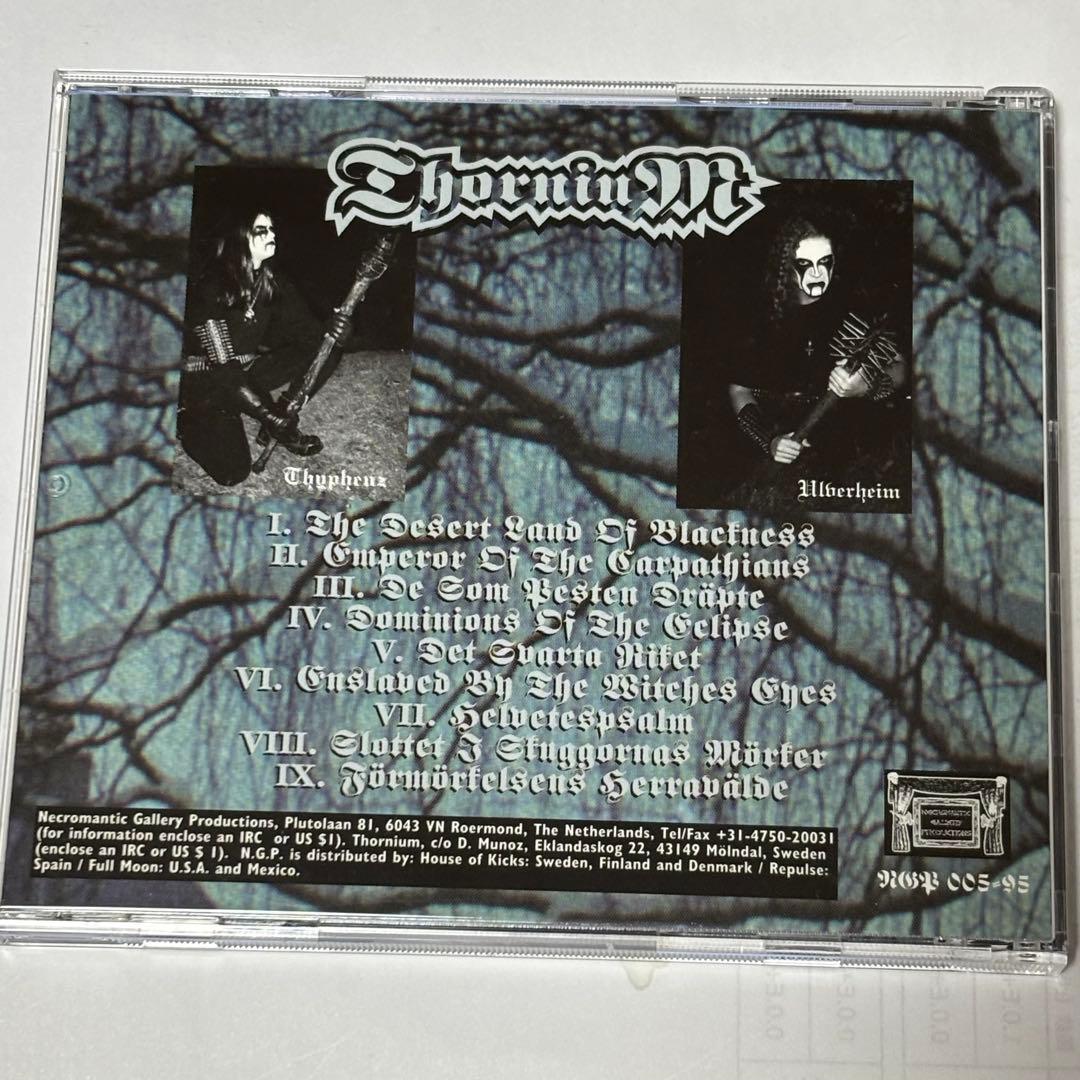 ThorniuM
Thyphenz
Ulverheim
I. The Desert Land Of Blackness
II. Emperor Of The Carpathians
III. De Som Pesten Dräpte
IV. Dominions Of The Eclipse
V. Det Svarta Riket
VI. Enslaved By The Witches Eyes
VII. Helvetespsalm
VIII. Slottet I Skuggornas Mörker
IX. Förmörkelsens Herravälde
Necromantic Gallery Productions, Plutolaan 81, 6043 VN Roermond, The Netherlands, Tel/Fax +31-4750-20031
(for information enclose an IRC or US $1). Thornium, c/o D. Munoz, Eklandaskog 22, 43149 Mölndal, Sweden
(enclose an IRC or US $ 1). N.G.P. is distributed by: House of Kicks: Sweden, Finland and Denmark / Repulse:
Spain / Full Moon: U.S.A. and Mexico.
NECROMANTIC
GALLERY
PRODUCTIONS
NGP 005-95